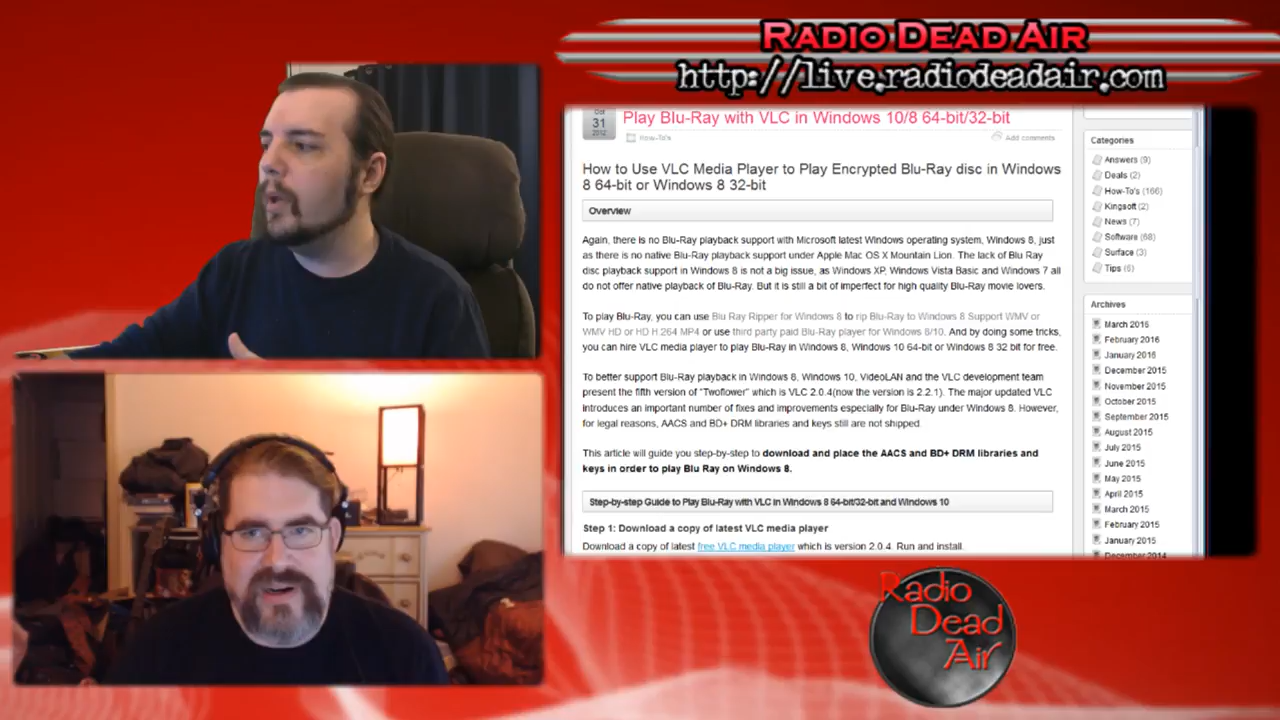 Radio Dead Air
http://live.radiodeadair.com
31
2012
Play Blu-Ray with VLC in Windows 10/8 64-bit/32-bit
How-To's
Add comments
How to Use VLC Media Player to Play Encrypted Blu-Ray disc in Windows
8 64-bit or Windows 8 32-bit
Overview
Again, there is no Blu-Ray playback support with Microsoft latest Windows operating system, Windows 8, just
as there is no native Blu-Ray playback support under Apple Mac OS X Mountain Lion. The lack of Blu Ray
disc playback support in Windows 8 is not a big issue, as Windows XP, Windows Vista Basic and Windows 7 all
do not offer native playback of Blu-Ray. But it is still a bit of imperfect for high quality Blu-Ray movie lovers.
To play Blu-Ray, you can use Blu Ray Ripper for Windows 8 to rip Blu-Ray to Windows 8 Support WMV or
WMV HD or HD H 264 MP4 or use third party paid Blu-Ray player for Windows 8/10. And by doing some tricks,
you can hire VLC media player to play Blu-Ray in Windows 8, Windows 10 64-bit or Windows 8 32 bit for free.
To better support Blu-Ray playback in Windows 8, Windows 10, VideoLAN and the VLC development team
present the fifth version of "Twoflower" which is VLC 2.0.4(now the version is 2.2.1). The major updated VLC
introduces an important number of fixes and improvements especially for Blu-Ray under Windows 8. However,
for legal reasons, AACS and BD+ DRM libraries and keys still are not shipped.
This article will guide you step-by-step to download and place the AACS and BD+ DRM libraries and
keys in order to play Blu Ray on Windows 8.
Step-by-step Guide to Play Blu-Ray with VLC in Windows 8 64-bit/32-bit and Windows 10
Step 1: Download a copy of latest VLC media player
Download a copy of latest free VLC media player which is version 2.0.4. Run and install.
Categories
Answers (9)
Deals (2)
How-To's (166)
Kingsoft (2)
News (7)
Software (68)
Surface (3)
Tips (6)
Archives
March 2016
February 2016
January 2016
December 2015
November 2015
October 2015
September 2015
August 2015
July 2015
June 2015
May 2015
April 2015
March 2015
February 2015
January 2015
December 2014
Radio
Dead
Air